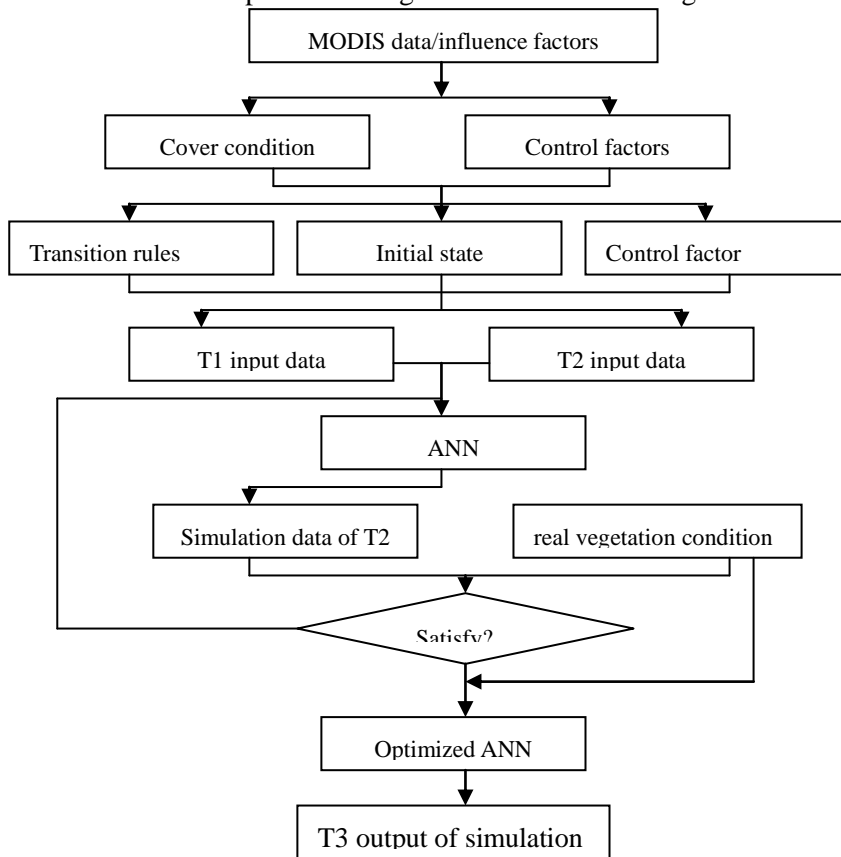 MODIS data/influence factors
Cover condition
Control factors
Transition rules
Initial state
Control factor
T1 input data
T2 input data
ANN
Simulation data of T2
real vegetation condition
Satisfy?
Optimized ANN
T3 output of simulation